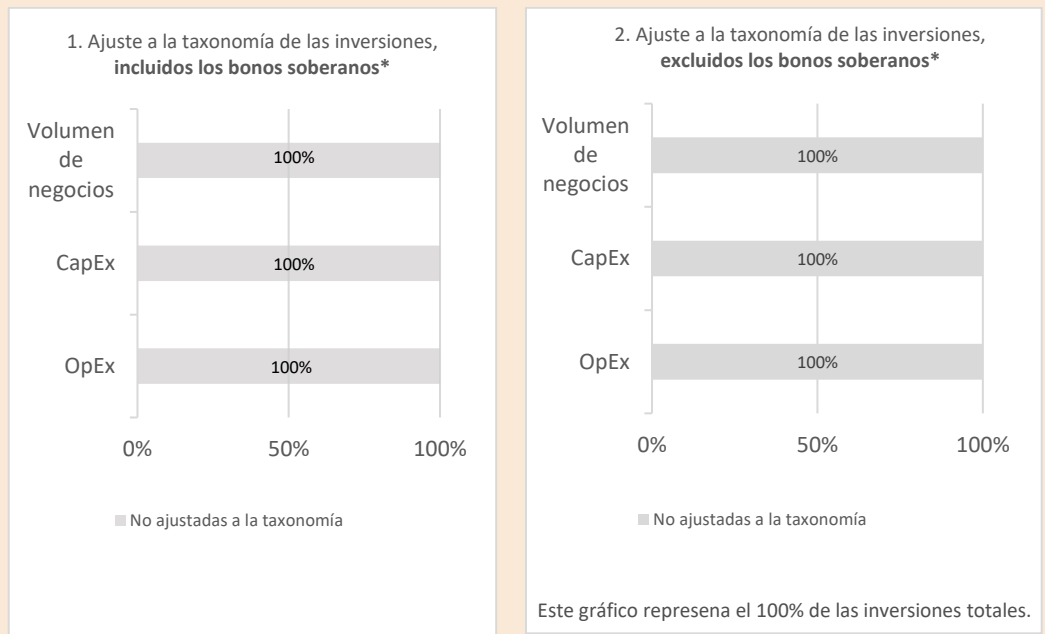 1. Ajuste a la taxonomía de las inversiones,
incluidos los bonos soberanos*
Volumen
de
negocios
100%
CapEx
100%
OpEx
100%
0%
50%
100%
No ajustadas a la taxonomía
2. Ajuste a la taxonomía de las inversiones,
excluidos los bonos soberanos*
Volumen
de
negocios
100%
CapEx
100%
OpEx
100%
0%
50%
100%
No ajustadas a la taxonomía
Este gráfico represena el 100% de las inversiones totales.